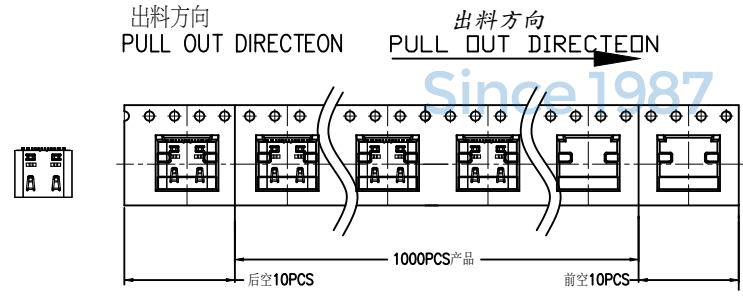 出料方向
PULL OUT DIRECTEON
出料方向
PULL OUT DIRECTEON
Since 1987
1000PCS产品
后空10PCS
前空10PCS